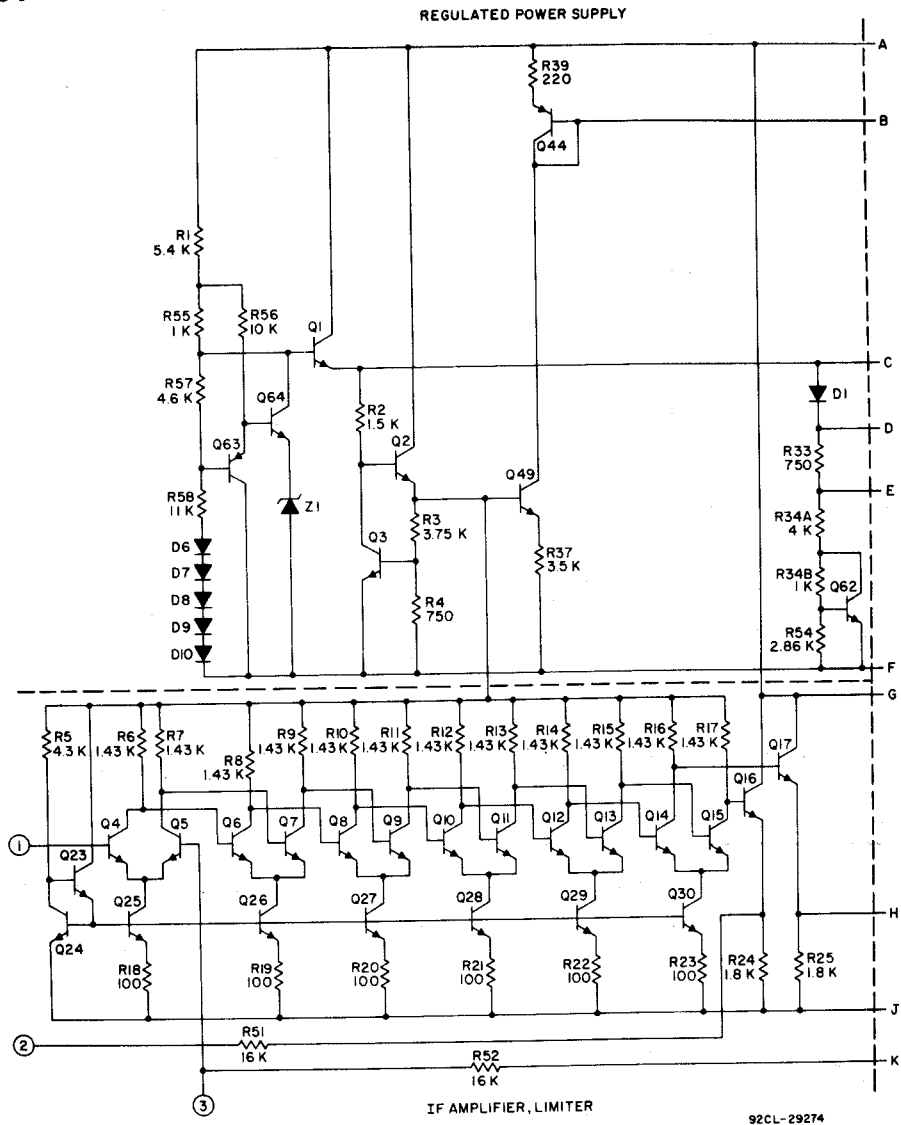 REGULATED POWER SUPPLY
A
R39
220
B
Q44
R1
5.4 K
R55
1 K
R56
10 K
Q1
C
R57
4.6 K
Q64
R2
1.5 K
D1
Q63
Q2
D
R33
750
Q49
E
R58
11 K
Z1
R3
3.75 K
R34A
4 K
D6
Q3
R37
3.5 K
D7
R34B
1 K
Q62
D8
R4
750
D9
R54
2.86 K
D10
F
G
R5
4.3 K
R6
1.43 K
R7
1.43 K
R8
1.43 K
R9
1.43 K
R10
1.43 K
R11
1.43 K
R12
1.43 K
R13
1.43 K
R14
1.43 K
R15
1.43 K
R16
1.43 K
R17
1.43 K
Q17
Q16
Q4
Q5
Q6
Q7
Q8
Q9
Q10
Q11
Q12
Q13
Q14
Q15
1
Q23
Q25
Q26
Q27
Q28
Q29
Q30
H
Q24
R18
100
R19
100
R20
100
R21
100
R22
100
R23
100
R24
1.8 K
R25
1.8 K
J
R51
2
16 K
R52
K
16 K
3
IF AMPLIFIER, LIMITER
92CL-29274